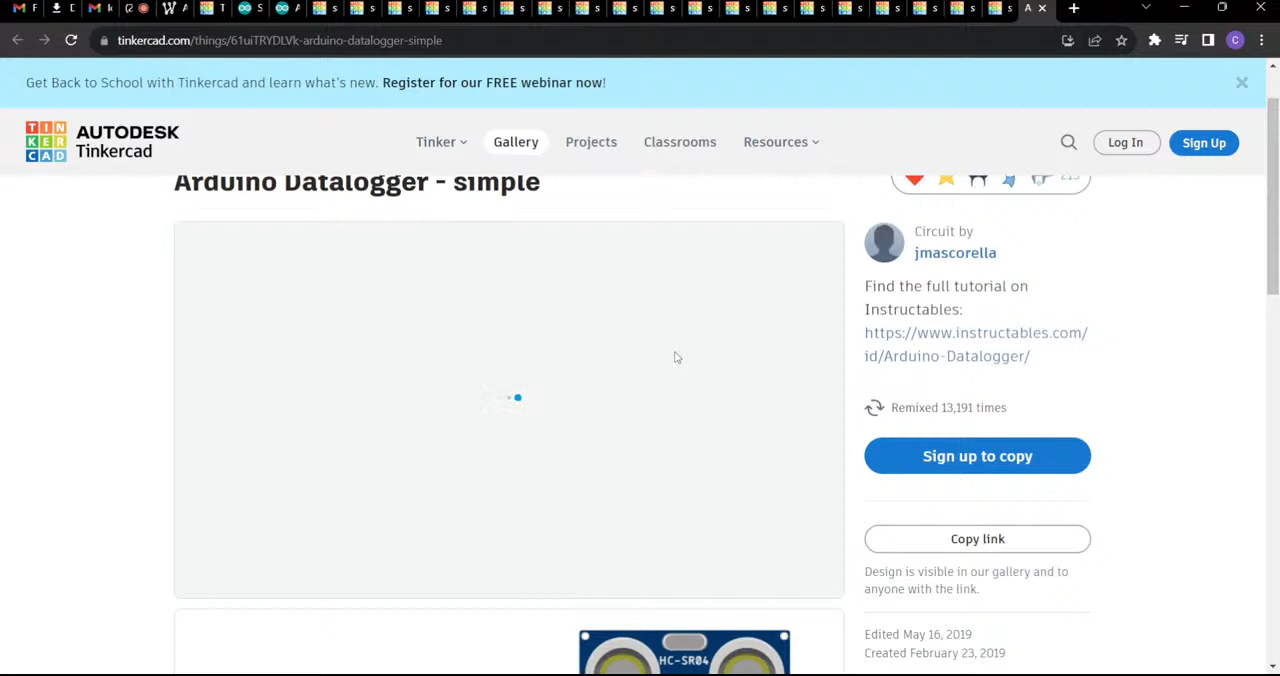 tinkercad.com/things/61uiTRYDLVk-arduino-datalogger-simple
Get Back to School with Tinkercad and learn what's new. Register for our FREE webinar now!
TIN
KER
CAD
AUTODESK
Tinkercad
Tinker
Gallery
Projects
Classrooms
Resources
Log In
Sign Up
Arduino Datalogger - simple
Circuit by
jmascorella
Find the full tutorial on
Instructables:
https://www.instructables.com/
id/Arduino-Datalogger/
Remixed 13,191 times
Sign up to copy
Copy link
Design is visible in our gallery and to
anyone with the link.
Edited May 16, 2019
Created February 23, 2019
HC-SR04